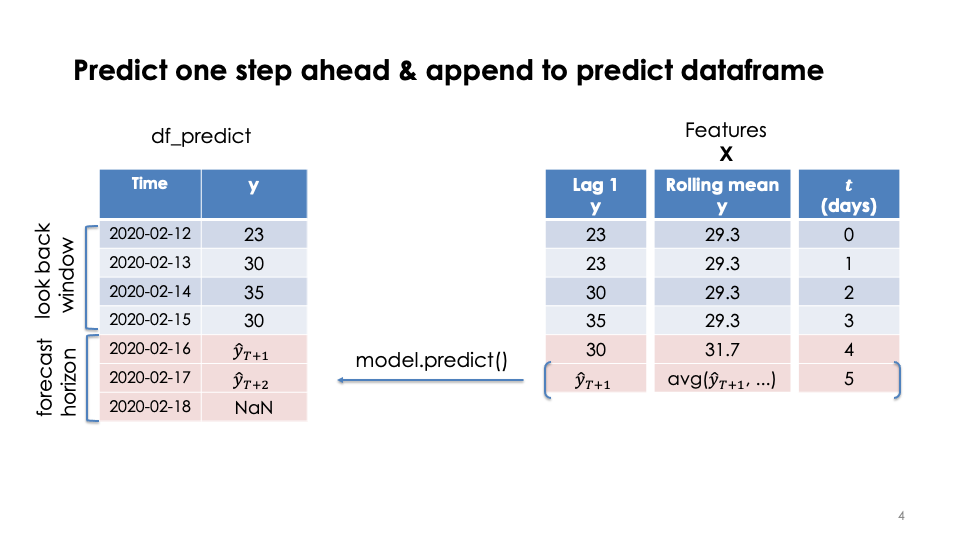 Predict one step ahead & append to predict dataframe
df_predict
Time y
look back
window
2020-02-12 23
2020-02-13 30
2020-02-14 35
2020-02-15 30
forecast
horizon
2020-02-16 ŷ_{T+1}
2020-02-17 ŷ_{T+2}
2020-02-18 NaN
model.predict()
Features
X
Lag 1
y
Rolling mean
y
t
(days)
23 29.3 0
23 29.3 1
30 29.3 2
35 29.3 3
30 31.7 4
ŷ_{T+1} avg(ŷ_{T+1}, ...) 5
4